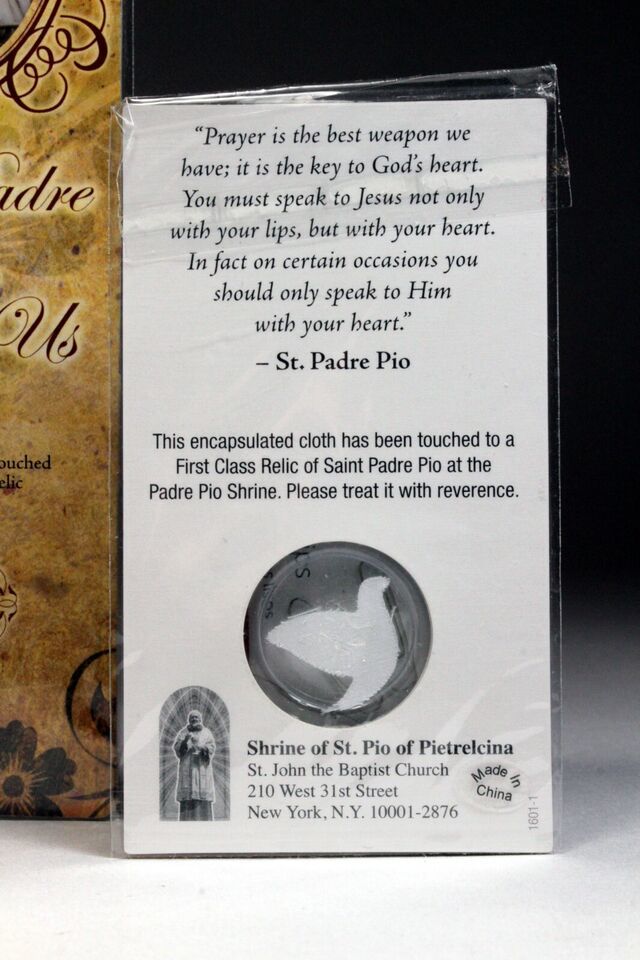 adre
Us
ouched
elic
“Prayer is the best weapon we
have; it is the key to God’s heart.
You must speak to Jesus not only
with your lips, but with your heart.
In fact on certain occasions you
should only speak to Him
with your heart.”
– St. Padre Pio
This encapsulated cloth has been touched to a
First Class Relic of Saint Padre Pio at the
Padre Pio Shrine. Please treat it with reverence.
Shrine of St. Pio of Pietrelcina
St. John the Baptist Church
210 West 31st Street
New York, N.Y. 10001-2876
Made In
China
1601-1